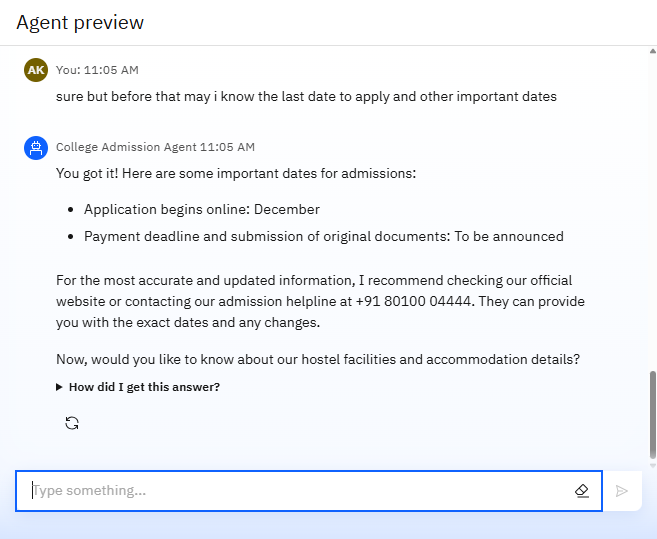 Agent preview
AK You: 11:05 AM
sure but before that may i know the last date to apply and other important dates
College Admission Agent 11:05 AM
You got it! Here are some important dates for admissions:
• Application begins online: December
• Payment deadline and submission of original documents: To be announced
For the most accurate and updated information, I recommend checking our official
website or contacting our admission helpline at +91 80100 04444. They can provide
you with the exact dates and any changes.
Now, would you like to know about our hostel facilities and accommodation details?
How did I get this answer?
Type something...